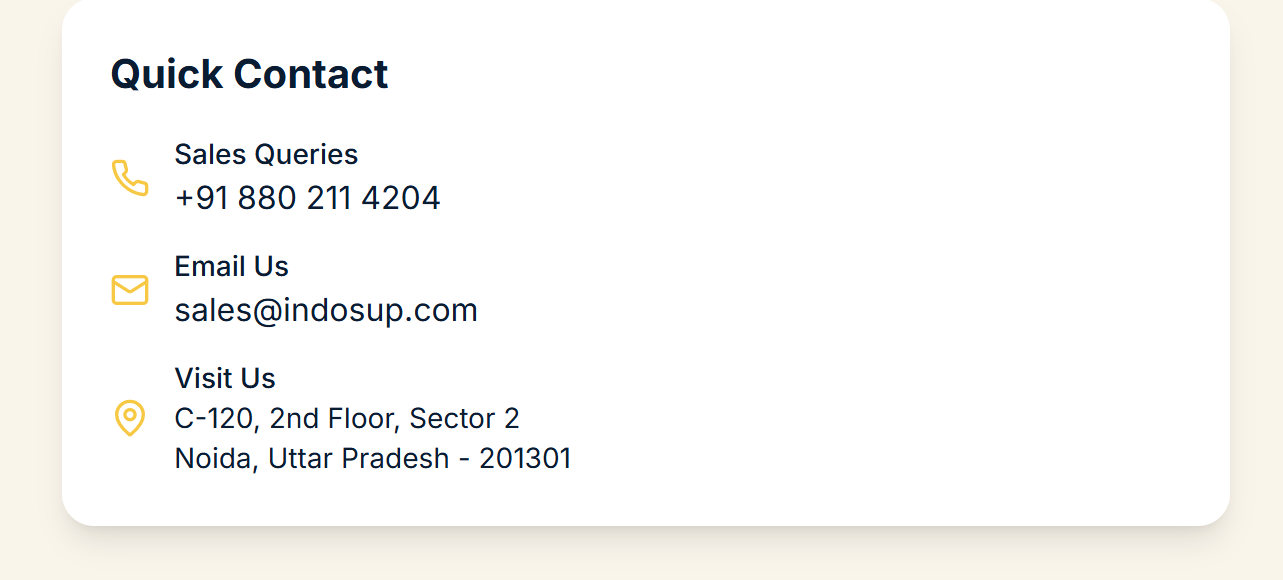 Quick Contact
Sales Queries
+91 880 211 4204
Email Us
sales@indosup.com
Visit Us
C-120, 2nd Floor, Sector 2
Noida, Uttar Pradesh - 201301